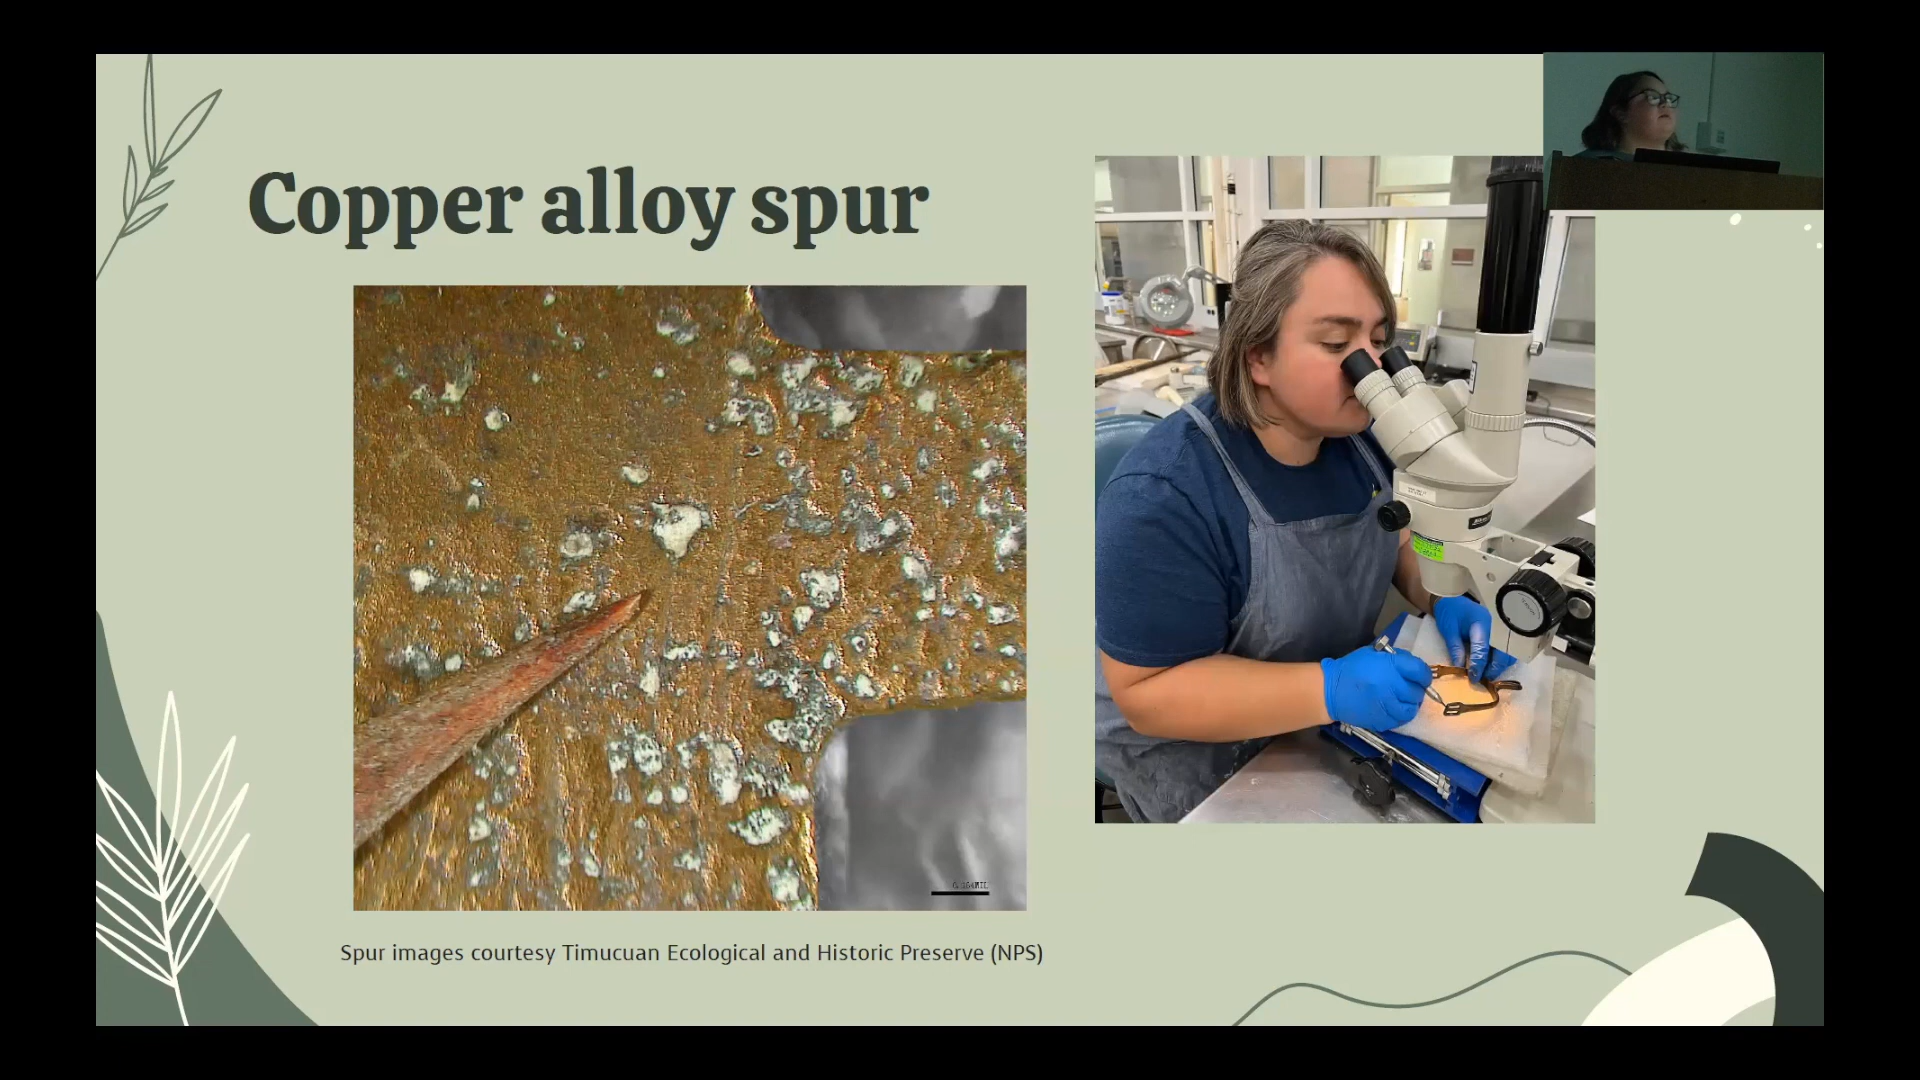 Copper alloy spur
Spur images courtesy Timucuan Ecological and Historic Preserve (NPS)